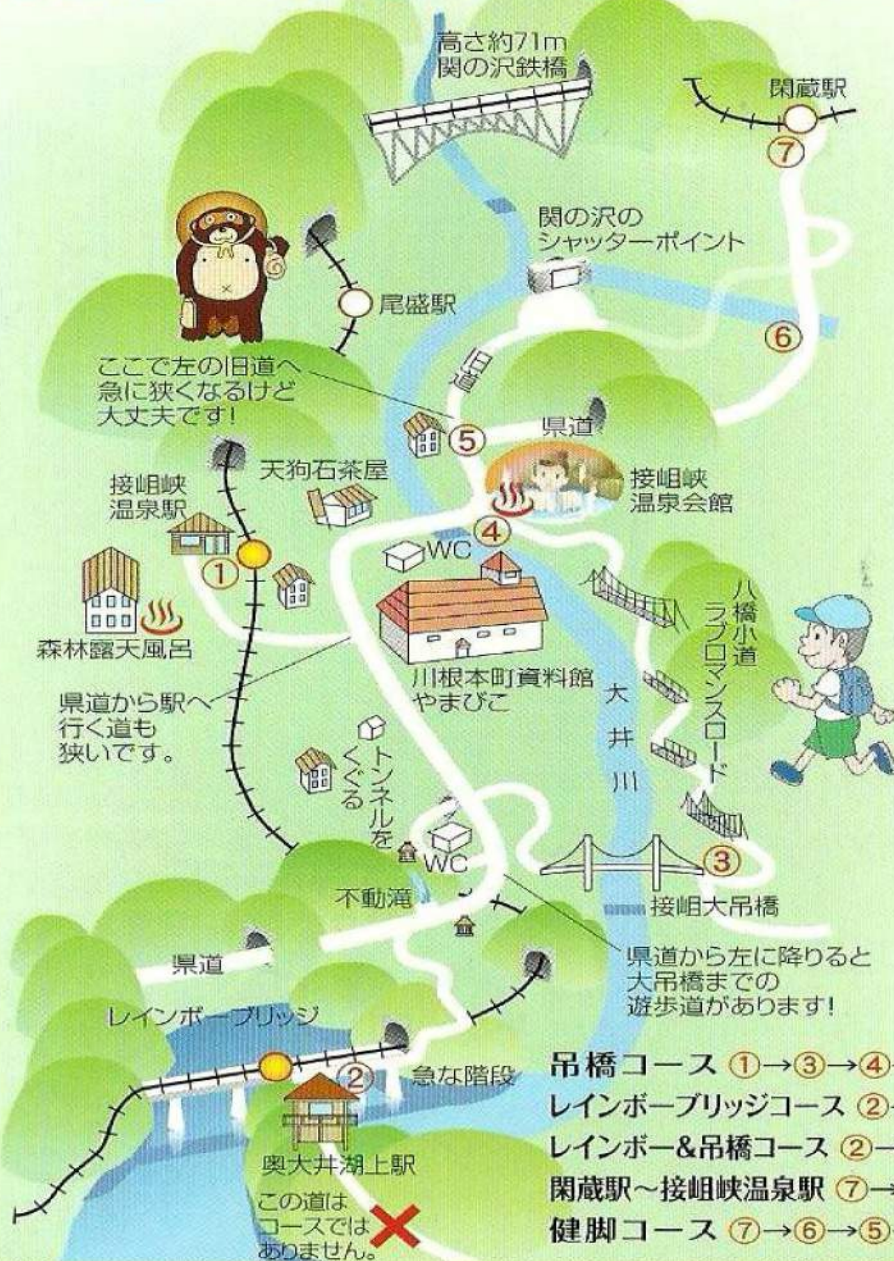 高さ約71m
関の沢鉄橋
閑蔵駅
⑦
関の沢の
シャッターポイント
尾盛駅
⑥
ここで左の旧道へ
急に狭くなるけど
大丈夫です!
旧道
⑤
県道
接岨峡
温泉駅
天狗石茶屋
接岨峡
温泉会館
④
WC
①
森林露天風呂
川根本町資料館
やまびこ
八橋小道
ラブロマンスロード
大井川
県道から駅へ
行く道も
狭いです。
トンネルを
くぐる
WC
③
不動滝
接岨大吊橋
県道
県道から左に降りると
大吊橋までの
遊歩道があります!
レインボーブリッジ
②
急な階段
奥大井湖上駅
この道は
コースでは
ありません。
吊橋コース ①→③→④
レインボーブリッジコース ②
レインボー&吊橋コース ②
閑蔵駅~接岨峡温泉駅 ⑦→
健脚コース ⑦→⑥→⑤